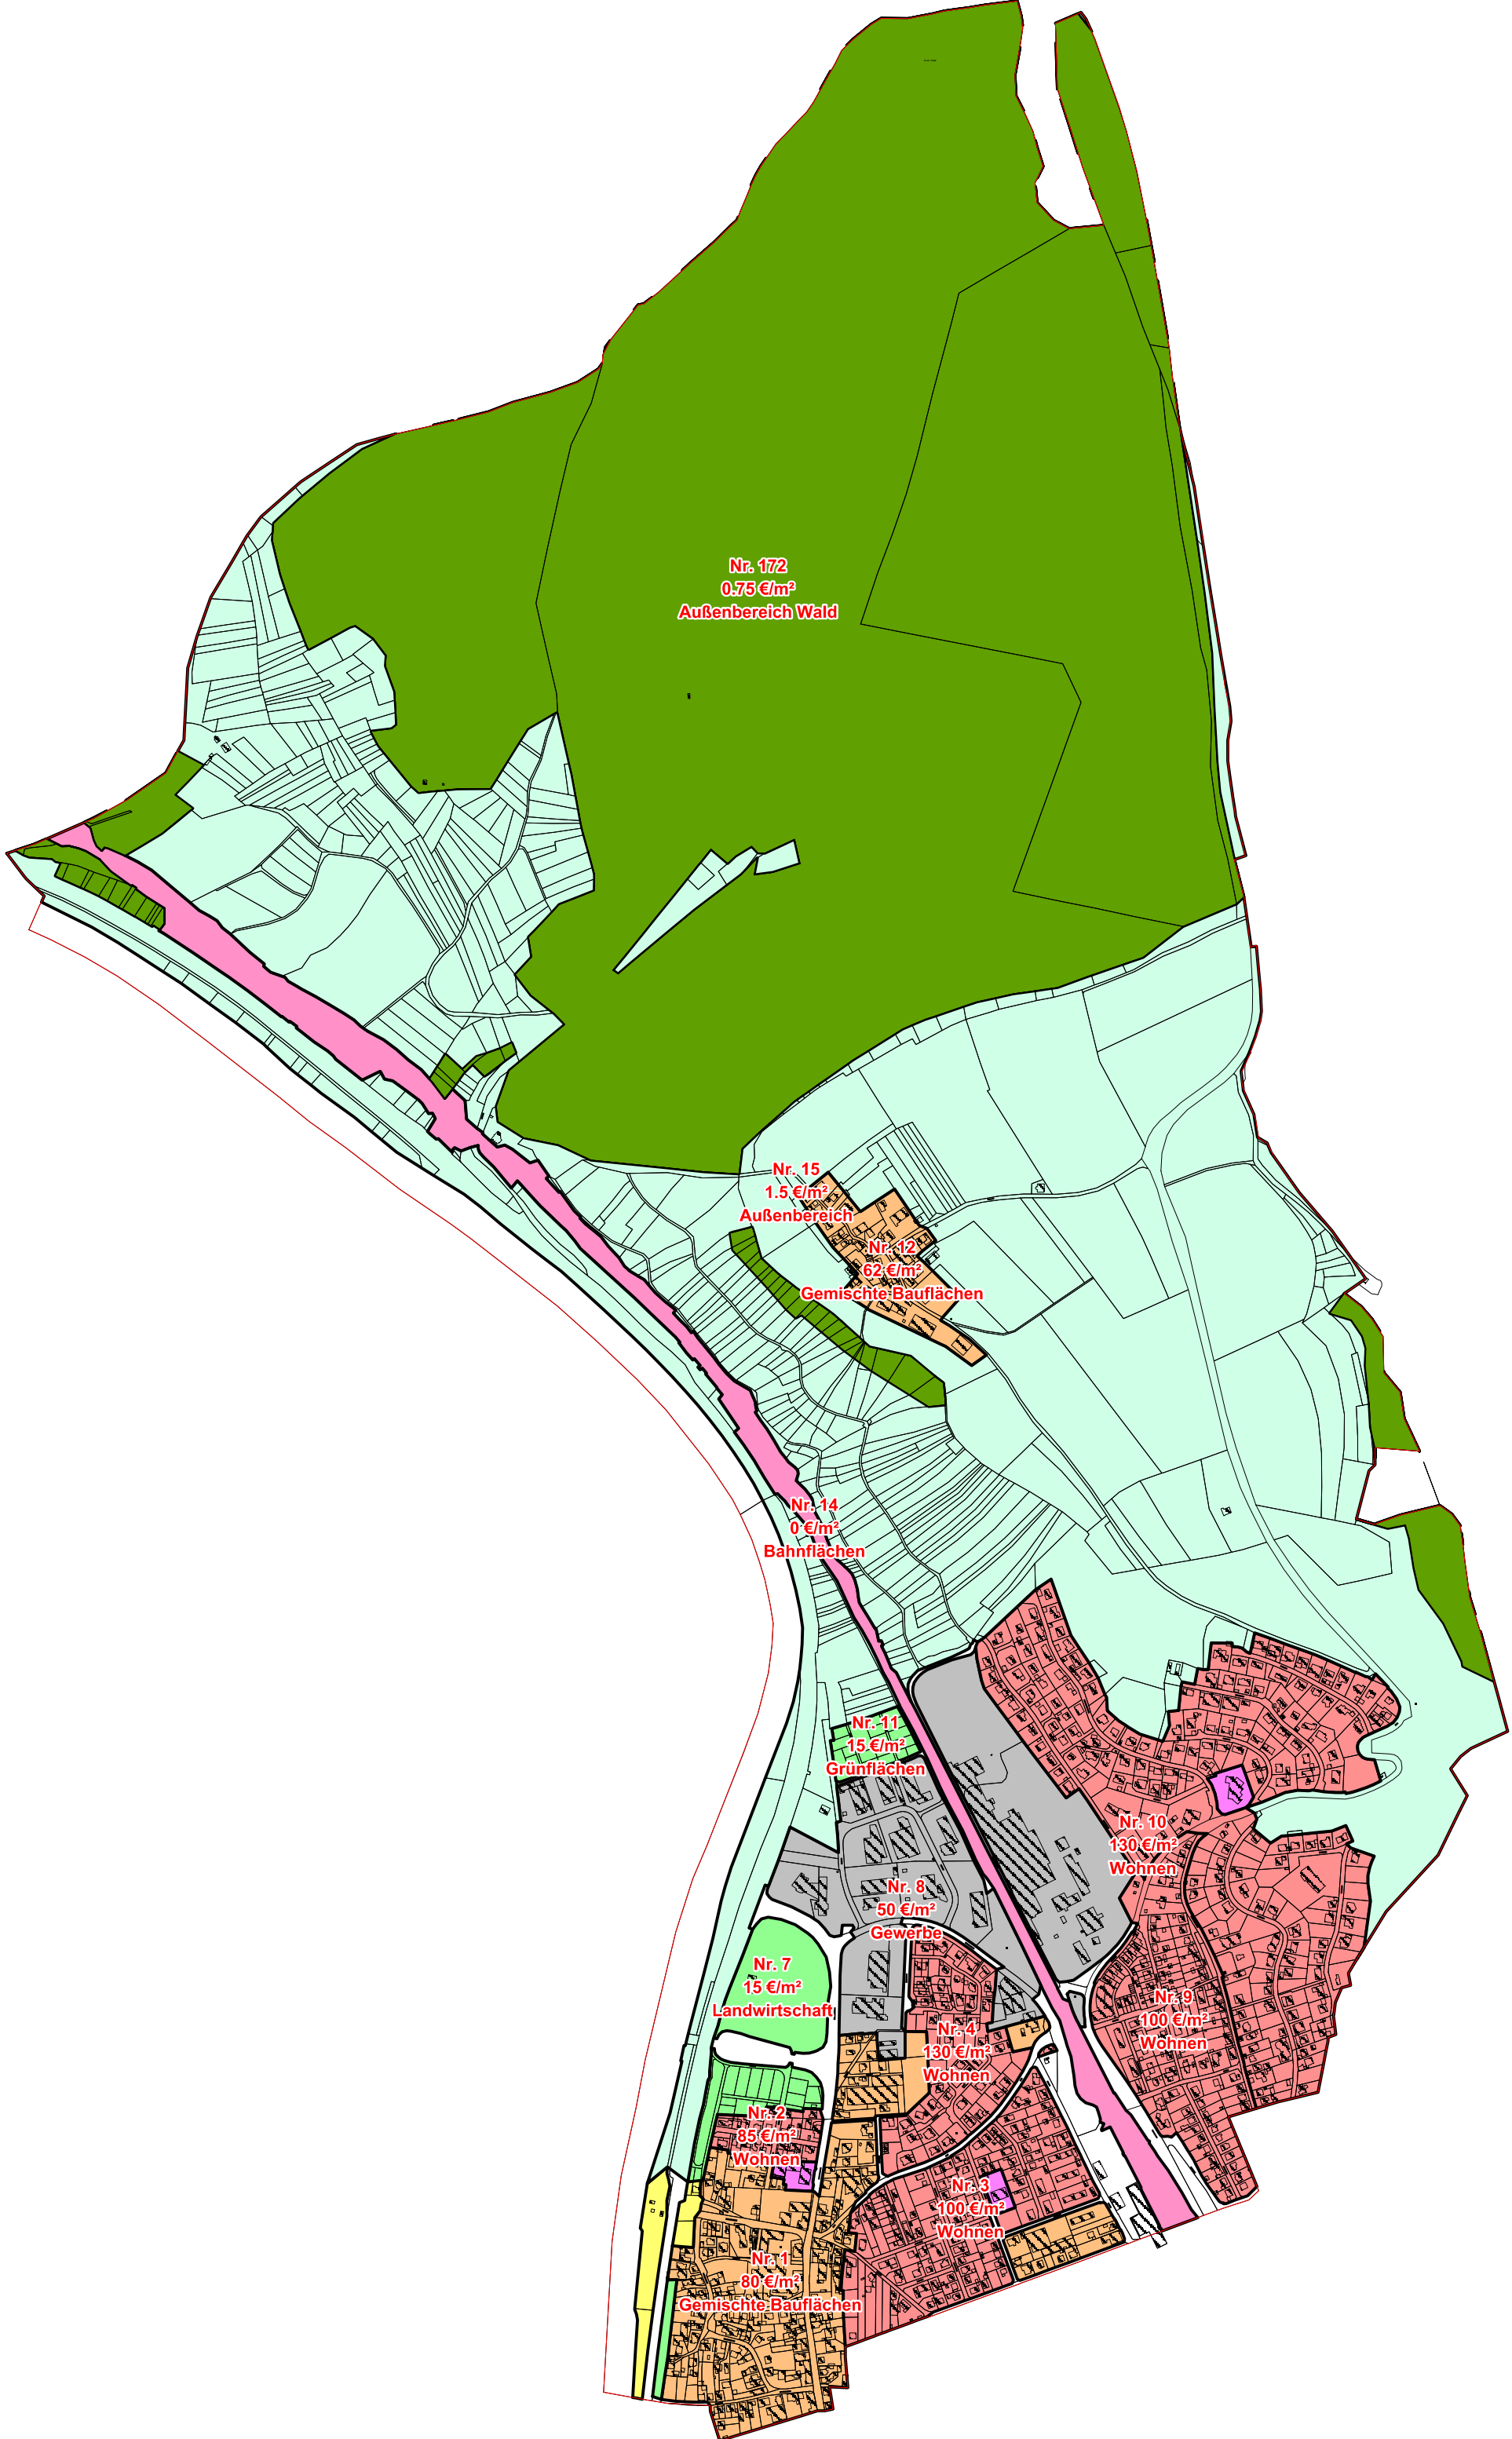 Nr. 172
0.75 €/m²
Außenbereich Wald
Nr. 15
1.5 €/m²
Außenbereich
Nr. 12
62 €/m²
Gemischte Bauflächen
Nr. 14
0 €/m²
Bahnflächen
Nr. 11
15 €/m²
Grünflächen
Nr. 10
130 €/m²
Wohnen
Nr. 8
50 €/m²
Gewerbe
Nr. 7
15 €/m²
Landwirtschaft
Nr. 9
100 €/m²
Wohnen
Nr. 4
130 €/m²
Wohnen
Nr. 2
85 €/m²
Wohnen
Nr. 3
100 €/m²
Wohnen
Nr. 1
80 €/m²
Gemischte Bauflächen